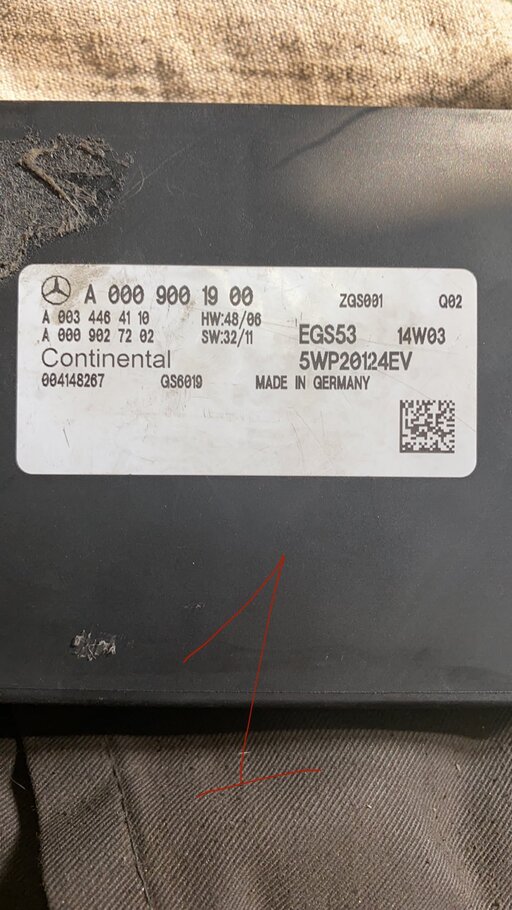 A 000 900 19 00 ZGS001 Q02
A 003 446 41 10 HW:48/06
A 000 902 72 02 SW:32/11 EGS53 14W03
Continental 5WP20124EV
004148267 GS6019 MADE IN GERMANY
1